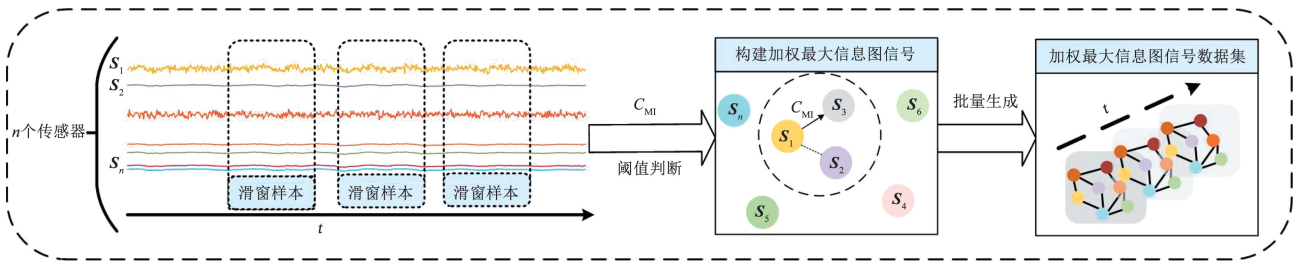 n个传感器
S1
S2
Sn
滑窗样本
滑窗样本
滑窗样本
t
CMI
阈值判断
构建加权最大信息图信号
Sn
CMI
S3
S6
S1
S2
S5
S4
批量生成
加权最大信息图信号数据集
t